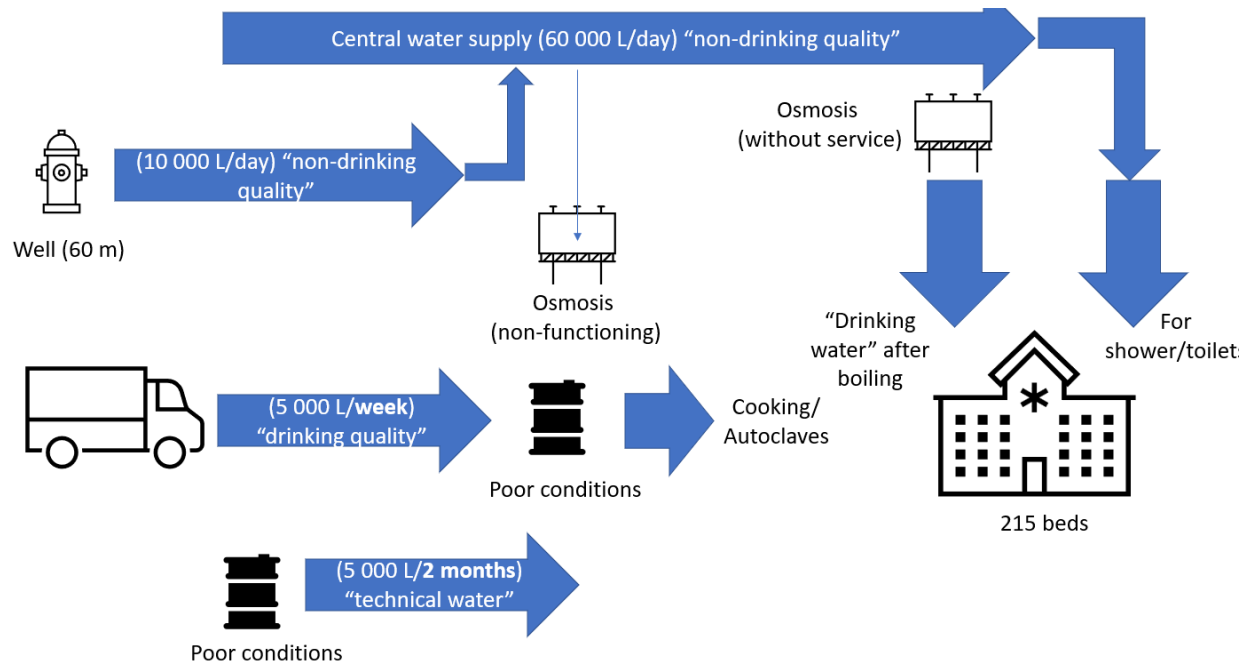 Central water supply (60 000 L/day) “non-drinking quality”
Osmosis
(without service)
(10 000 L/day) “non-drinking
quality”
Well (60 m)
Osmosis
(non-functioning)
“Drinking
water” after
boiling
For
shower/toilets
(5 000 L/week)
“drinking quality”
Cooking/
Autoclaves
Poor conditions
215 beds
(5 000 L/2 months)
“technical water”
Poor conditions